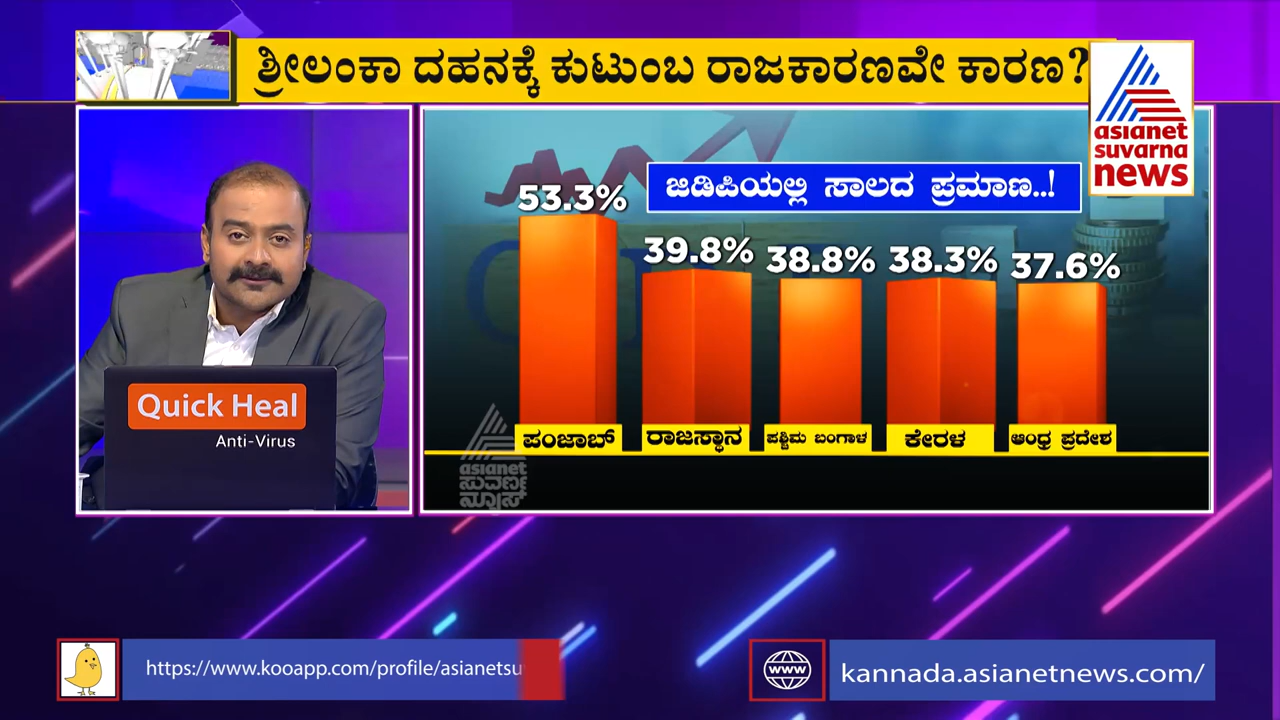 ಶ್ರೀಲಂಕಾ ದಹನಕ್ಕೆ ಕುಟುಂಬ ರಾಜಕಾರಣವೇ ಕಾರಣ?
asianet
suvarna
news
ಜಿಡಿಪಿಯಲ್ಲಿ ಸಾಲದ ಪ್ರಮಾಣ..!
53.3% 39.8% 38.8% 38.3% 37.6%
Quick Heal
Anti-Virus
ಪಂಜಾಬ್ ರಾಜಸ್ಥಾನ ಪಶ್ಚಿಮ ಬಂಗಾಳ ಕೇರಳ ಆಂಧ್ರ ಪ್ರದೇಶ
asianet
ಸುವರ್ಣ
ನ್ಯೂಸ್
https://www.kooapp.com/profile/asianetsu
www
kannada.asianetnews.com/